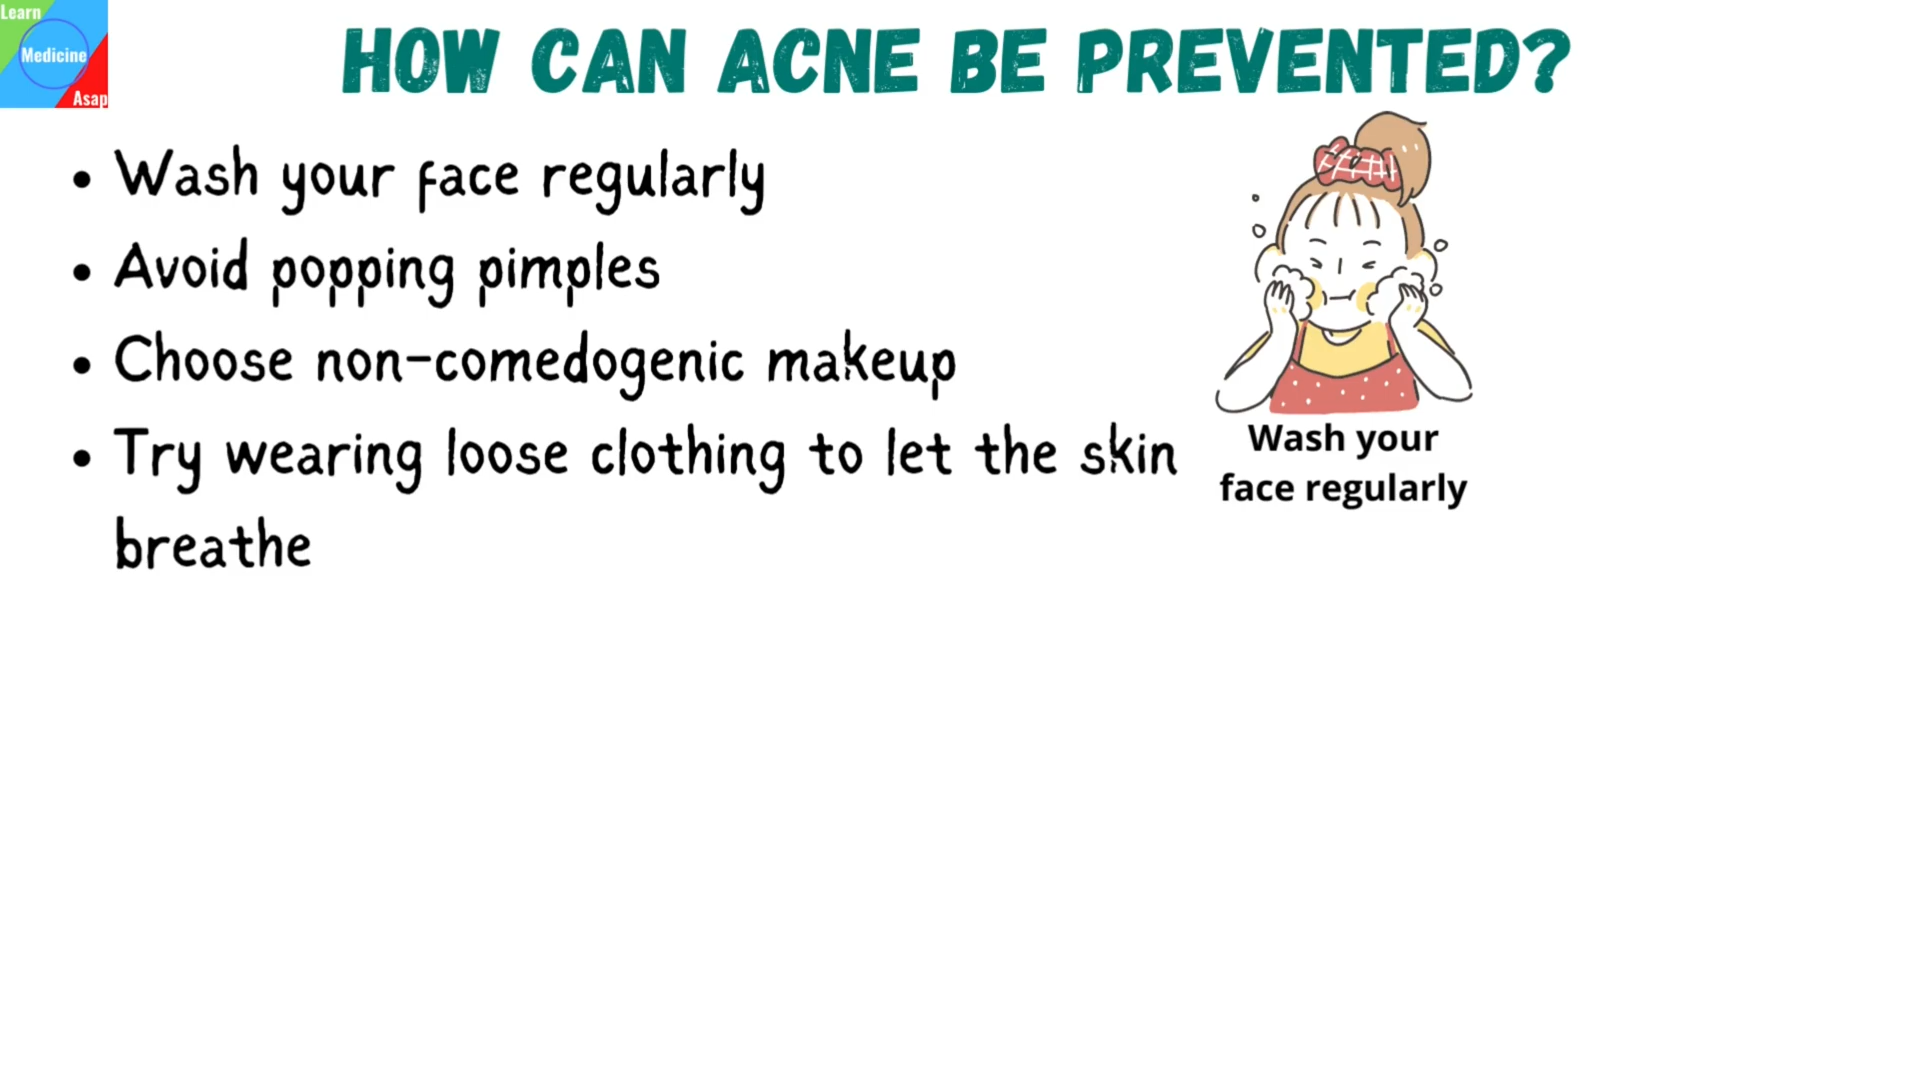 Learn
Medicine
Asap
HOW CAN ACNE BE PREVENTED?
• Wash your face regularly
• Avoid popping pimples
• Choose non-comedogenic makeup
• Try wearing loose clothing to let the skin
breathe
Wash your
face regularly